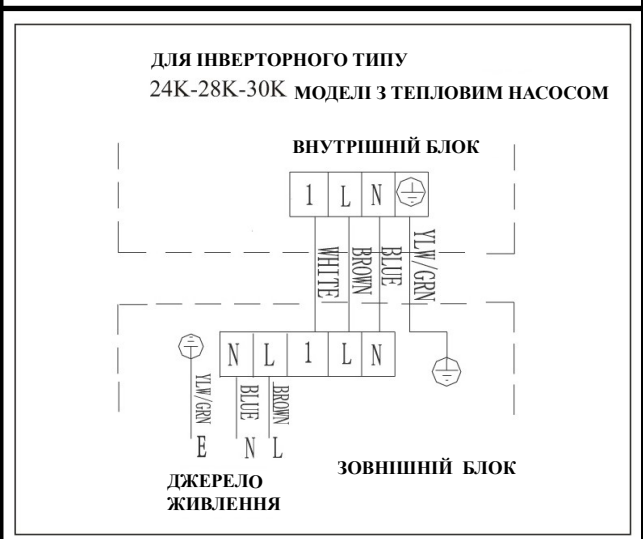 ДЛЯ ІНВЕРТОРНОГО ТИПУ
24K-28K-30K МОДЕЛІ З ТЕПЛОВИМ НАСОСОМ
ВНУТРІШНІЙ БЛОК
1 L N
WHITE BROWN BLUE YLW/GRN
N L 1 L N
YLW/GRN BLUE BROWN
E N L
ЗОВНІШНІЙ БЛОК
ДЖЕРЕЛО
ЖИВЛЕННЯ